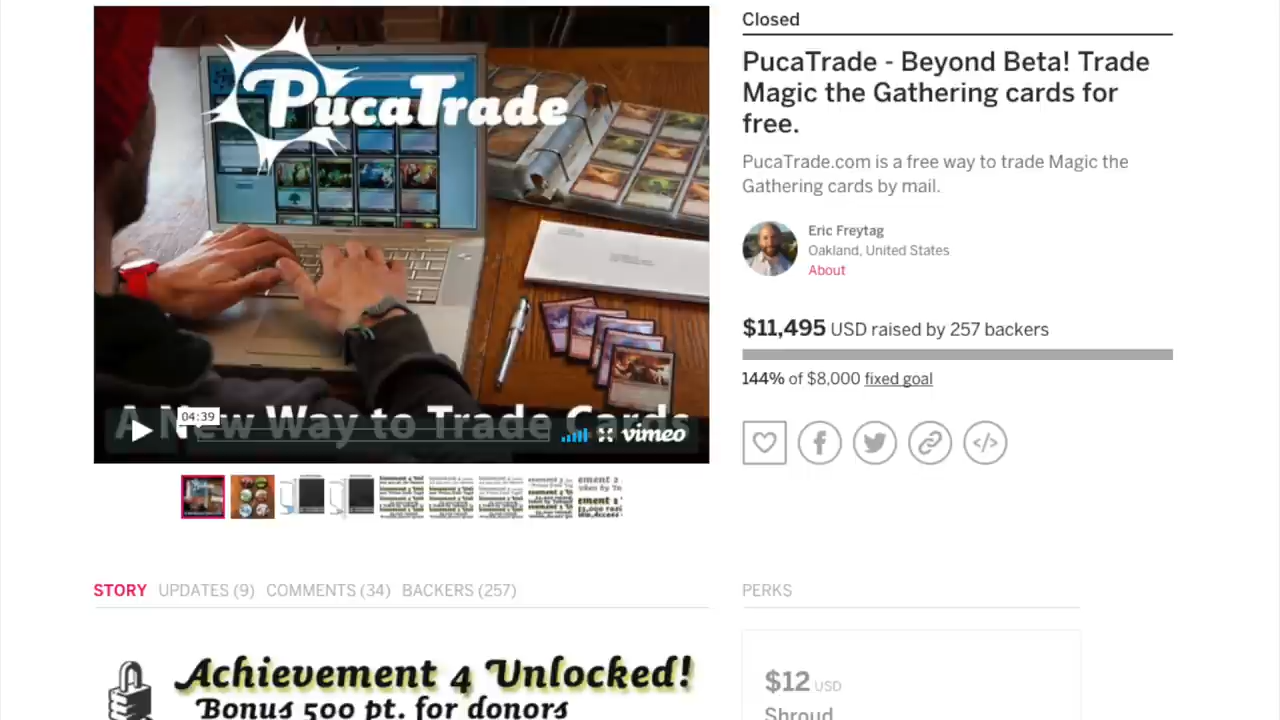 PucaTrade
A New Way to Trade Cards
04:39
vimeo
Closed
PucaTrade - Beyond Beta! Trade
Magic the Gathering cards for
free.
PucaTrade.com is a free way to trade Magic the
Gathering cards by mail.
Eric Freytag
Oakland, United States
About
$11,495 USD raised by 257 backers
144% of $8,000 fixed goal
STORY UPDATES (9) COMMENTS (34) BACKERS (257)
Achievement 4 Unlocked!
Bonus 500 pt. for donors
PERKS
$12 USD
Shroud